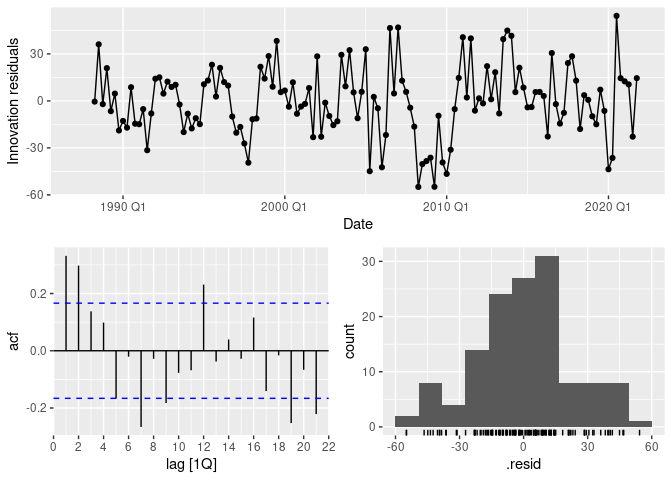 Innovation residuals
30
0
-30
-60
1990 Q1 2000 Q1 2010 Q1 2020 Q1
Date
acf
0.2
0.0
-0.2
0 2 4 6 8 10 12 14 16 18 20 22
lag [1Q]
count
30
20
10
0
-60 -30 0 30 60
.resid